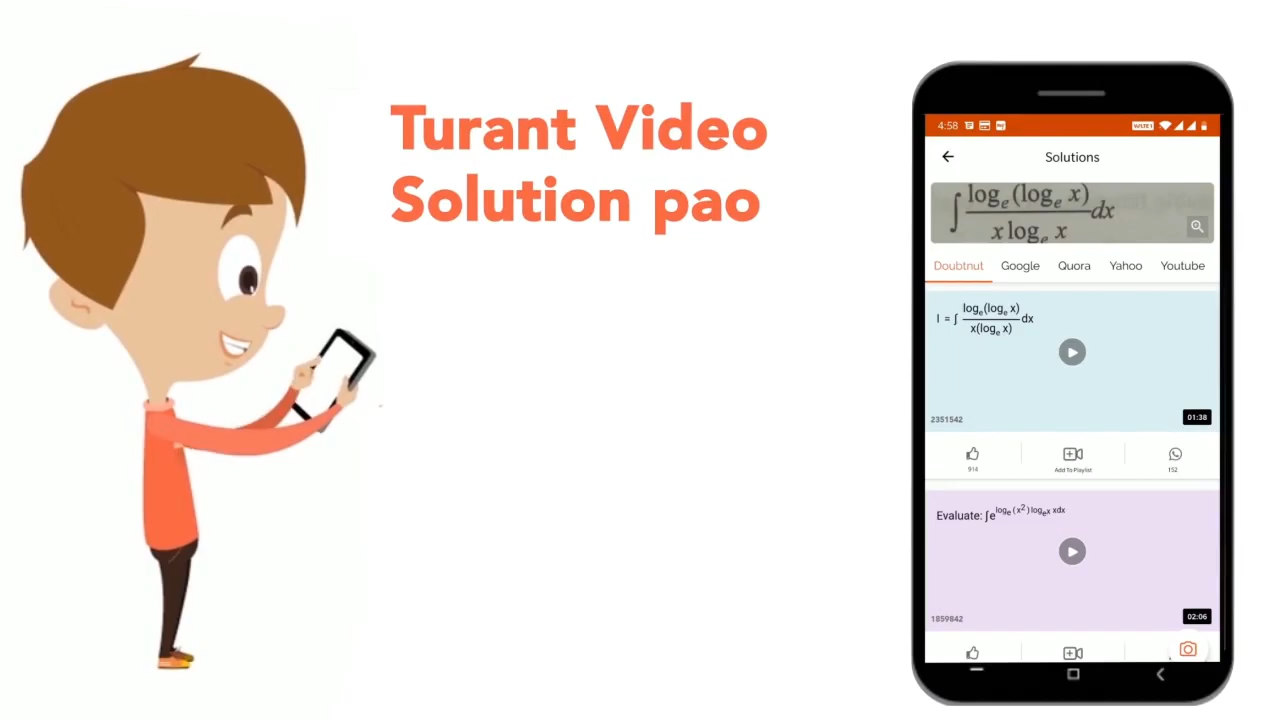 Turant Video
Solution pao
4:58
Solutions
∫ logₑ(logₑ x) / x logₑ x dx
Doubtnut Google Quora Yahoo Youtube
I = ∫ logₑ(logₑ x) / x(logₑ x) dx
2351542 01:38
914 Add To Playlist 152
Evaluate: ∫e^logₑ(x²)logₑx xdx
1859842 02:06